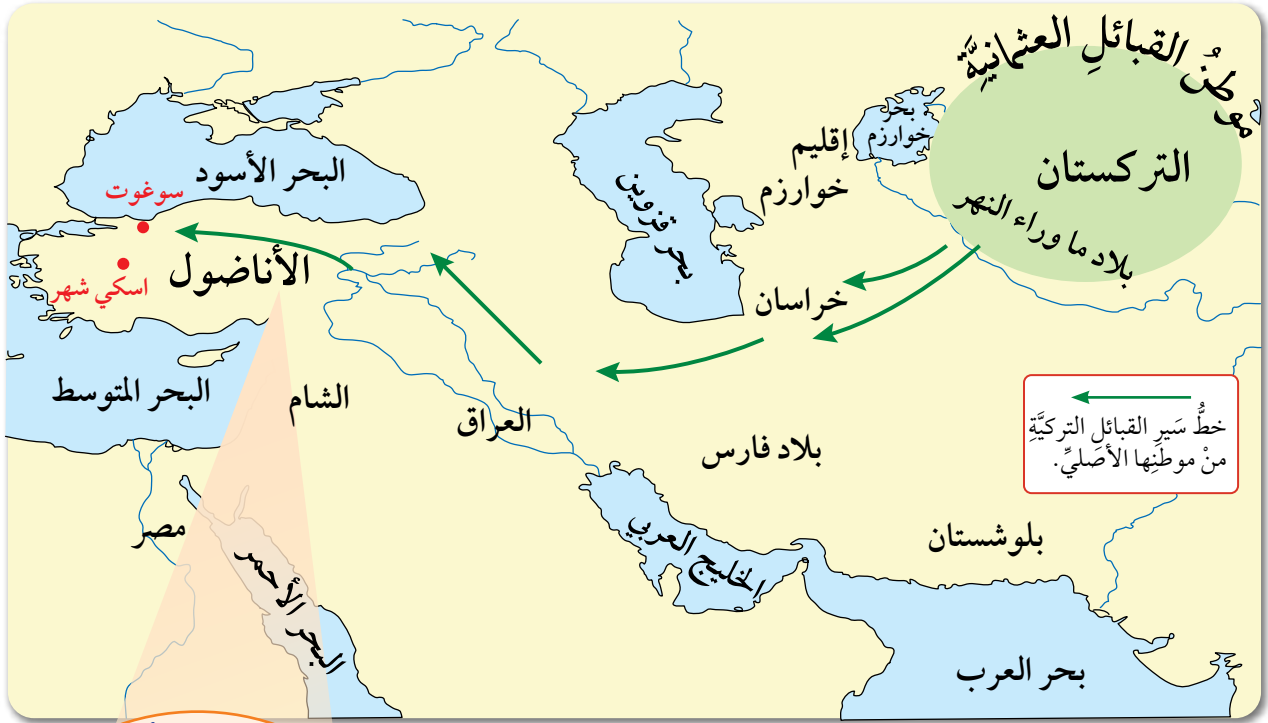 موطنُ القبائلِ العثمانيَّةِ
التركستان
بلاد ما وراء النهر
بحر
خوارزم
إقليم
خوارزم
بحر قزوين
خراسان
البحر الأسود
سوغوت
اسكي شهر
الأناضول
البحر المتوسط
الشام
العراق
بلاد فارس
خطُّ سَيرِ القبائلِ التركيَّةِ
منْ موطنِها الأصَليِّ.
مصر
البحر الأحمر
الخليج العربي
بلوشستان
بحر العرب